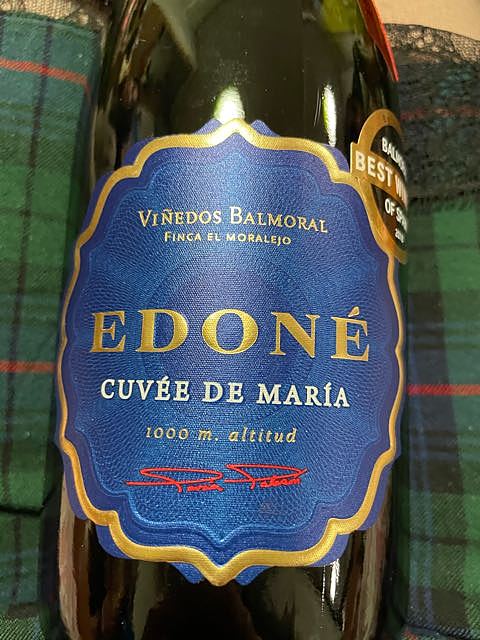 VIÑEDOS BALMORAL
FINCA EL MORALEJO
EDONÉ
CUVÉE DE MARÍA
1000 m. altitud
BEST
OF